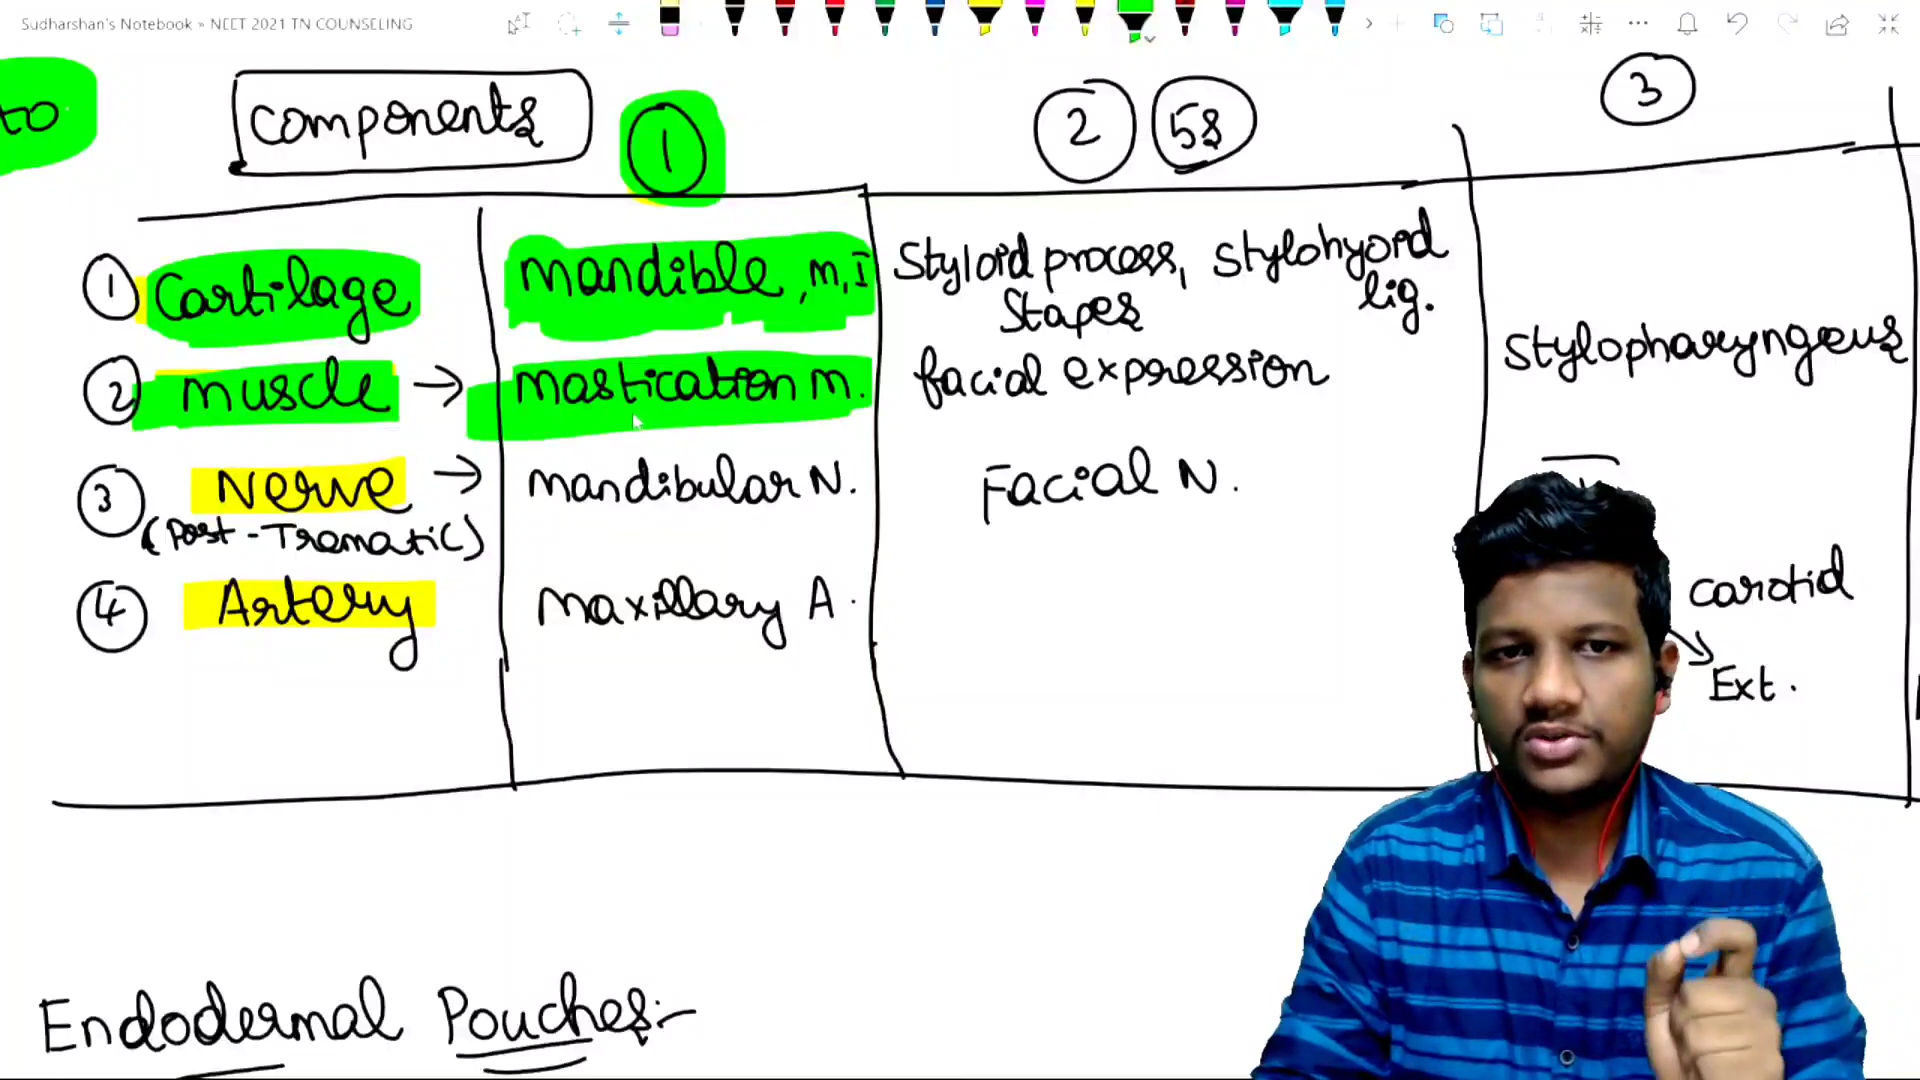 Sudharshan's Notebook » NEET 2021 TN COUNSELING
to
components
1
2
5s
3
1 Cartilage
mandible, m, I
Styloid process, Stylohyoid lig.
Stapes
Stylopharyngeus
2 muscle →
mastication m.
facial expression
3 Nerve →
(Post-Trematic)
mandibular N.
Facial N.
4 Artery
maxillary A.
carotid
Ext.
Endodermal Pouches:-